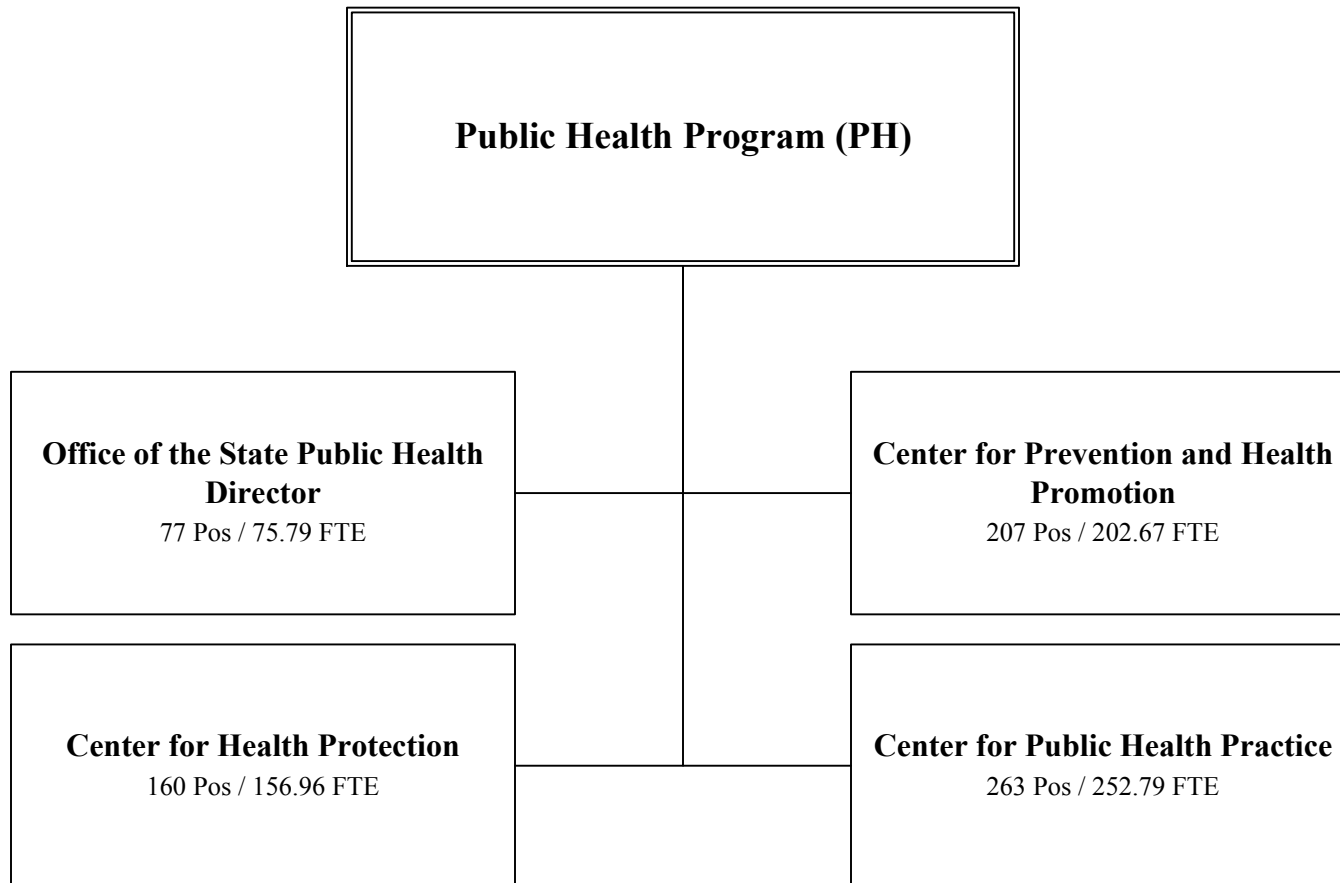 Public Health Program (PH)
Office of the State Public Health
Director
77 Pos / 75.79 FTE
Center for Prevention and Health
Promotion
207 Pos / 202.67 FTE
Center for Health Protection
160 Pos / 156.96 FTE
Center for Public Health Practice
263 Pos / 252.79 FTE